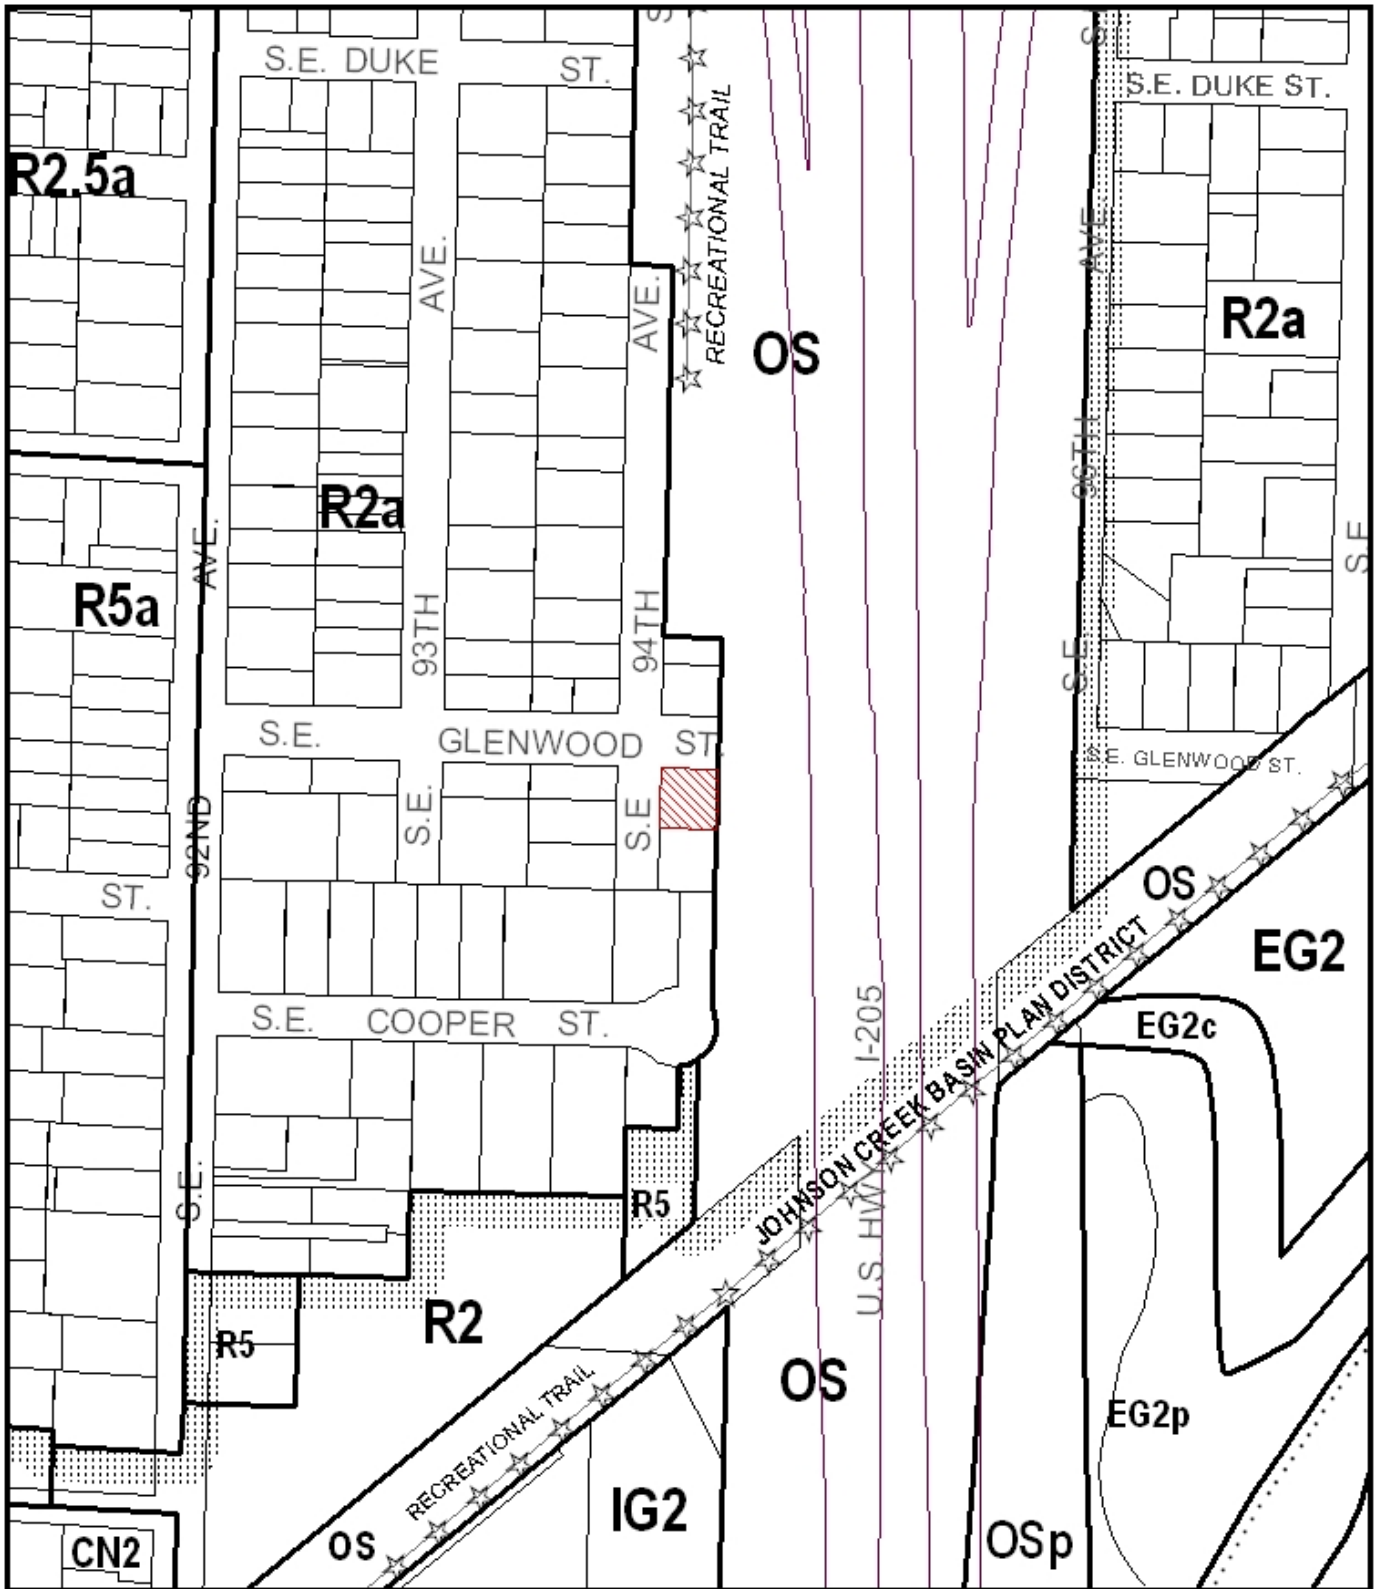 S.E. DUKE ST.
S
RECREATIONAL TRAIL
S.E. DUKE ST.
R2.5a
AVE.
AVE.
AVE.
OS
R2a
96TH
S.E.
S.E.
R2a
AVE.
R5a
93TH
94TH
S.E. GLENWOOD ST.
S.E. GLENWOOD ST.
92ND
S.E.
S.E
ST.
OS
EG2
S.E. COOPER ST.
I-205
U.S. HWY
JOHNSON CREEK BASIN PLAN DISTRICT
EG2c
S.E.
R5
R2
R5
OS
RECREATIONAL TRAIL
EG2p
IG2
OS
CN2
OSp